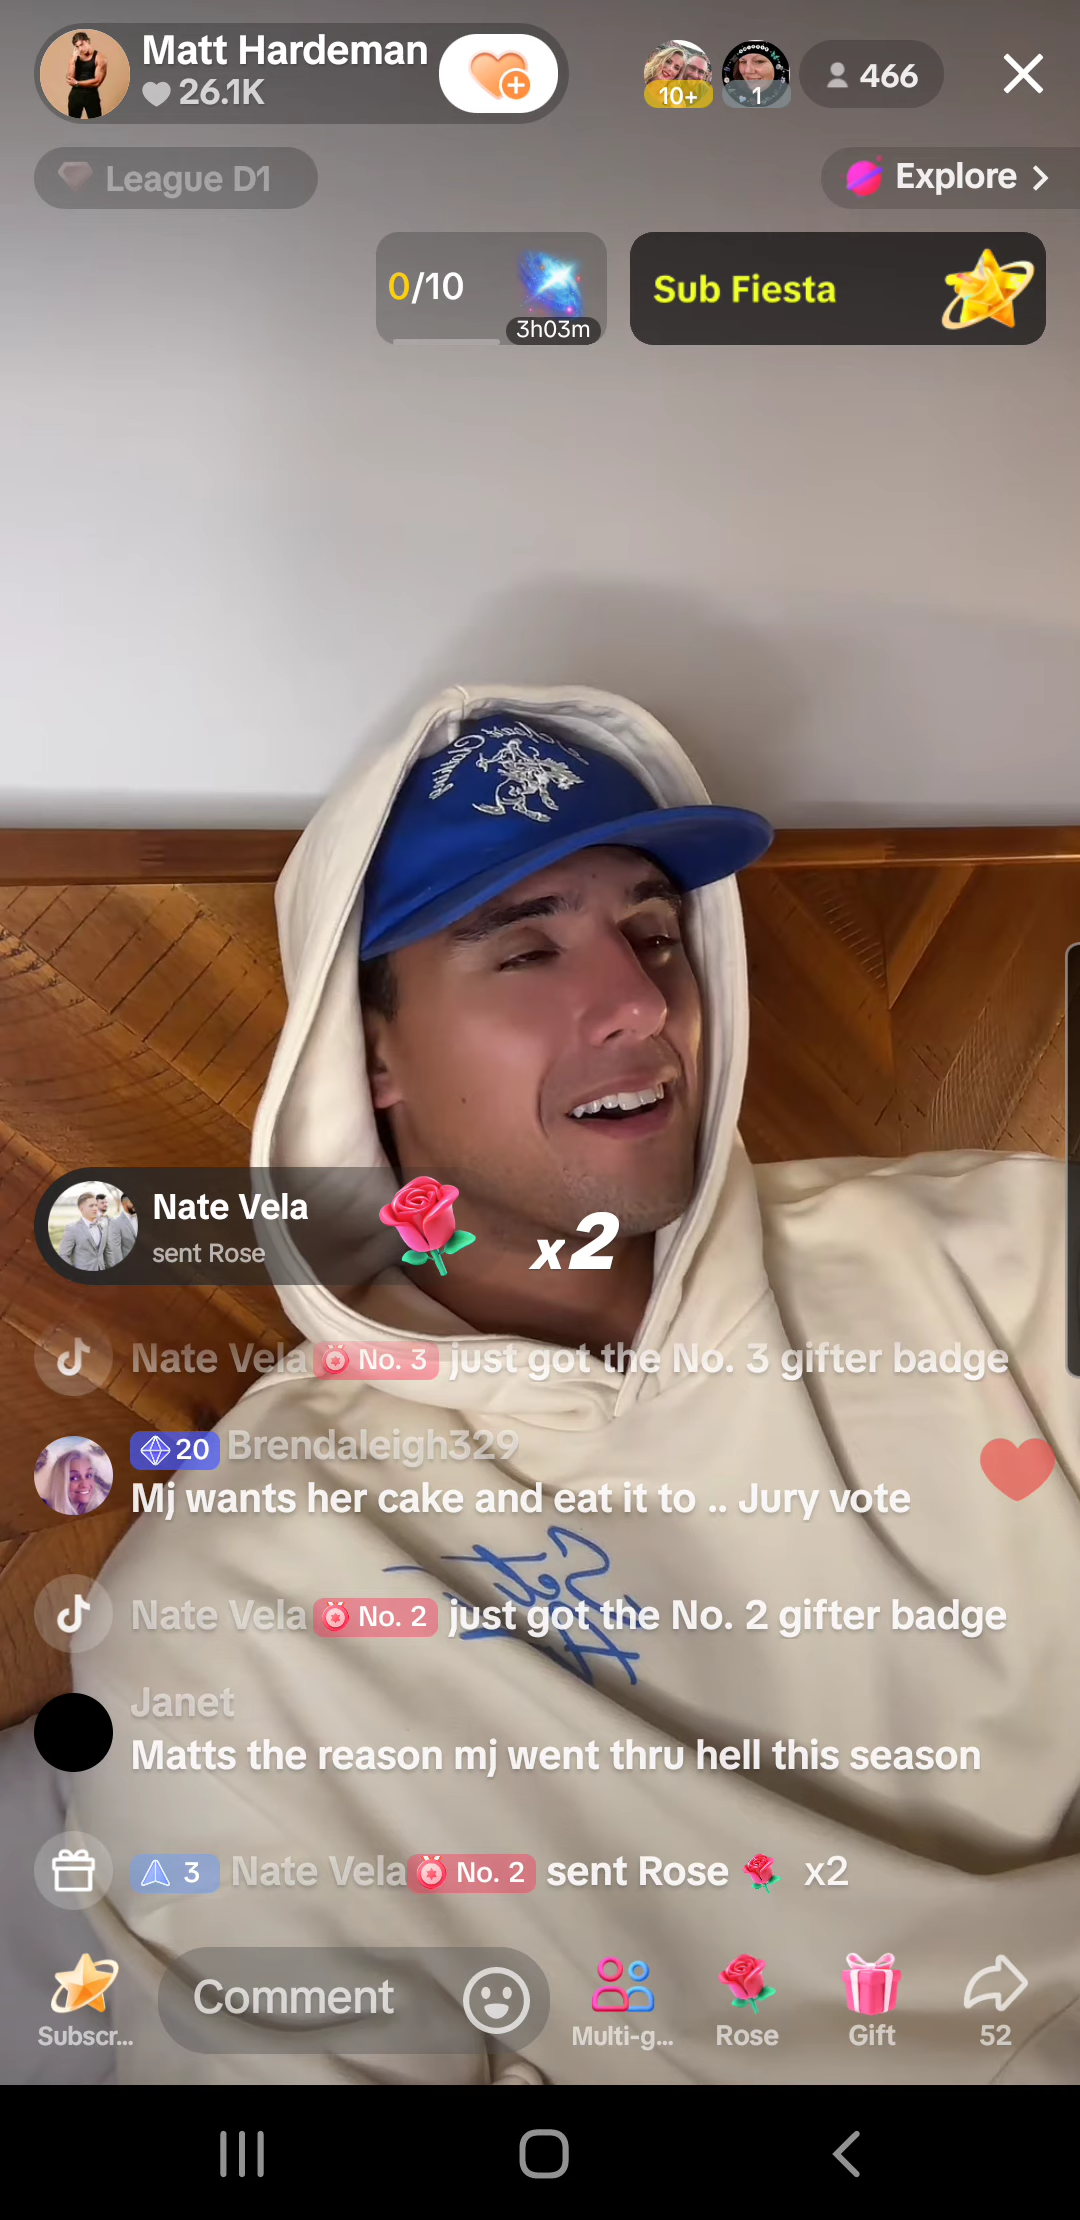 Matt Hardeman
26.1K
10+
1
466
League D1
Explore >
0/10
3h03m
Sub Fiesta
Nate Vela
sent Rose
x2
Nate Vela No. 3 just got the No. 3 gifter badge
20 Brendaleigh329
Mj wants her cake and eat it to .. Jury vote
Nate Vela No. 2 just got the No. 2 gifter badge
Janet
Matts the reason mj went thru hell this season
3 Nate Vela No. 2 sent Rose x2
Comment
Subscr...
Multi-g...
Rose
Gift
52